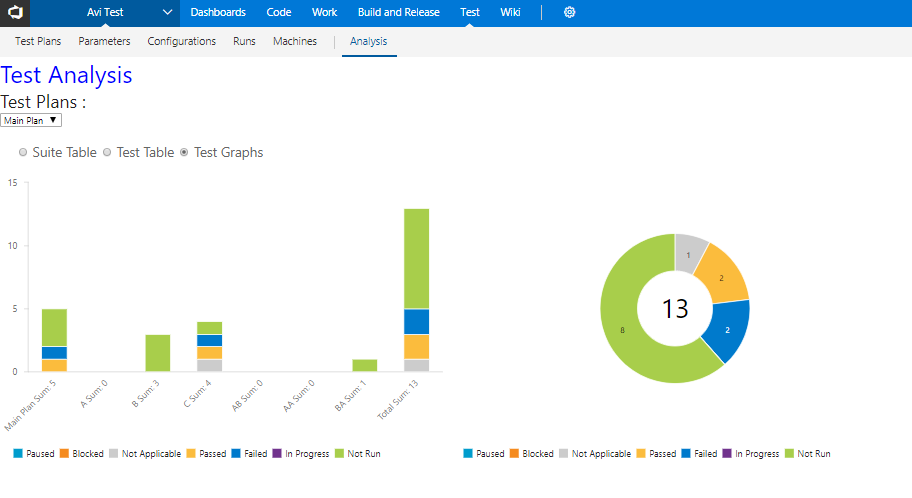 Avi Test Dashboards Code Work Build and Release Test Wiki
Test Plans Parameters Configurations Runs Machines Analysis
Test Analysis
Test Plans :
Main Plan
Suite Table Test Table Test Graphs
15
10
5
0
Main Plan Sum: 5
A Sum: 0
B Sum: 3
C Sum: 4
AB Sum: 0
AA Sum: 0
BA Sum: 1
Total Sum: 13
Paused Blocked Not Applicable Passed Failed In Progress Not Run
1
2
2
8
13
Paused Blocked Not Applicable Passed Failed In Progress Not Run